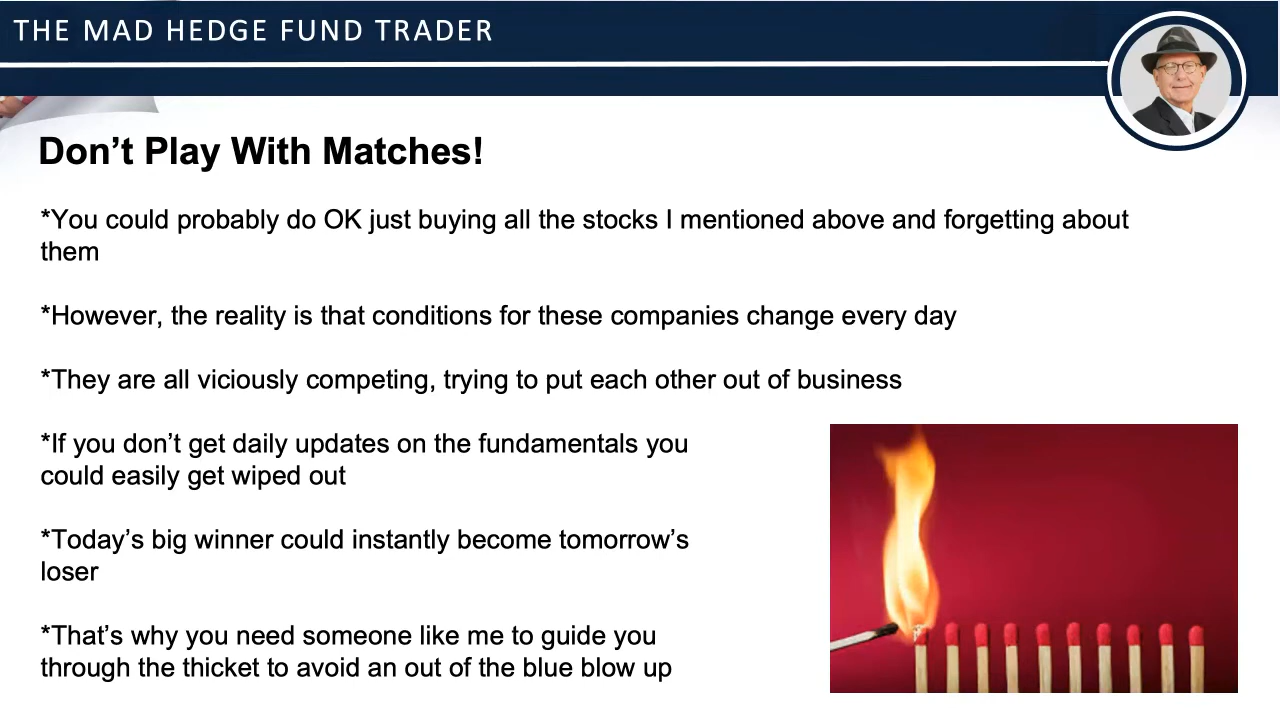 THE MAD HEDGE FUND TRADER
Don’t Play With Matches!
*You could probably do OK just buying all the stocks I mentioned above and forgetting about
them
*However, the reality is that conditions for these companies change every day
*They are all viciously competing, trying to put each other out of business
*If you don’t get daily updates on the fundamentals you
could easily get wiped out
*Today’s big winner could instantly become tomorrow’s
loser
*That’s why you need someone like me to guide you
through the thicket to avoid an out of the blue blow up